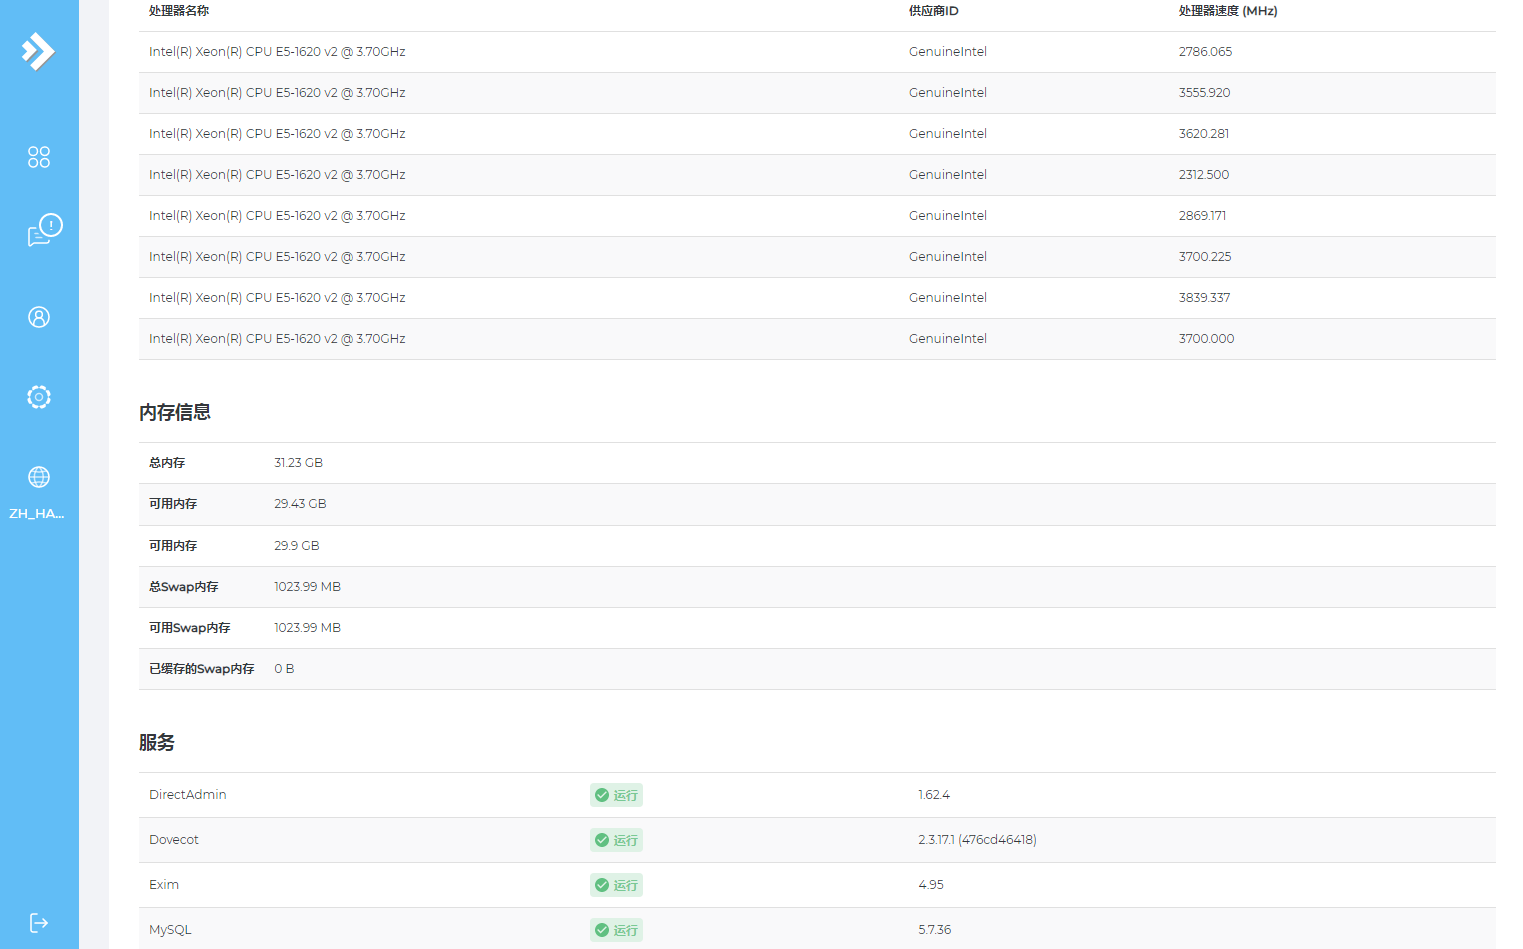 处理器名称 供应商ID 处理器速度 (MHz)
Intel(R) Xeon(R) CPU E5-1620 v2 @ 3.70GHz GenuineIntel 2786.065
Intel(R) Xeon(R) CPU E5-1620 v2 @ 3.70GHz GenuineIntel 3555.920
Intel(R) Xeon(R) CPU E5-1620 v2 @ 3.70GHz GenuineIntel 3620.281
Intel(R) Xeon(R) CPU E5-1620 v2 @ 3.70GHz GenuineIntel 2312.500
Intel(R) Xeon(R) CPU E5-1620 v2 @ 3.70GHz GenuineIntel 2869.171
Intel(R) Xeon(R) CPU E5-1620 v2 @ 3.70GHz GenuineIntel 3700.225
Intel(R) Xeon(R) CPU E5-1620 v2 @ 3.70GHz GenuineIntel 3839.337
Intel(R) Xeon(R) CPU E5-1620 v2 @ 3.70GHz GenuineIntel 3700.000
内存信息
总内存 31.23 GB
可用内存 29.43 GB
ZH_HA...
可用内存 29.9 GB
总Swap内存 1023.99 MB
可用Swap内存 1023.99 MB
已缓存的Swap内存 0 B
服务
DirectAdmin 运行 1.62.4
Dovecot 运行 2.3.17.1 (476cd46418)
Exim 运行 4.95
MySQL 运行 5.7.36